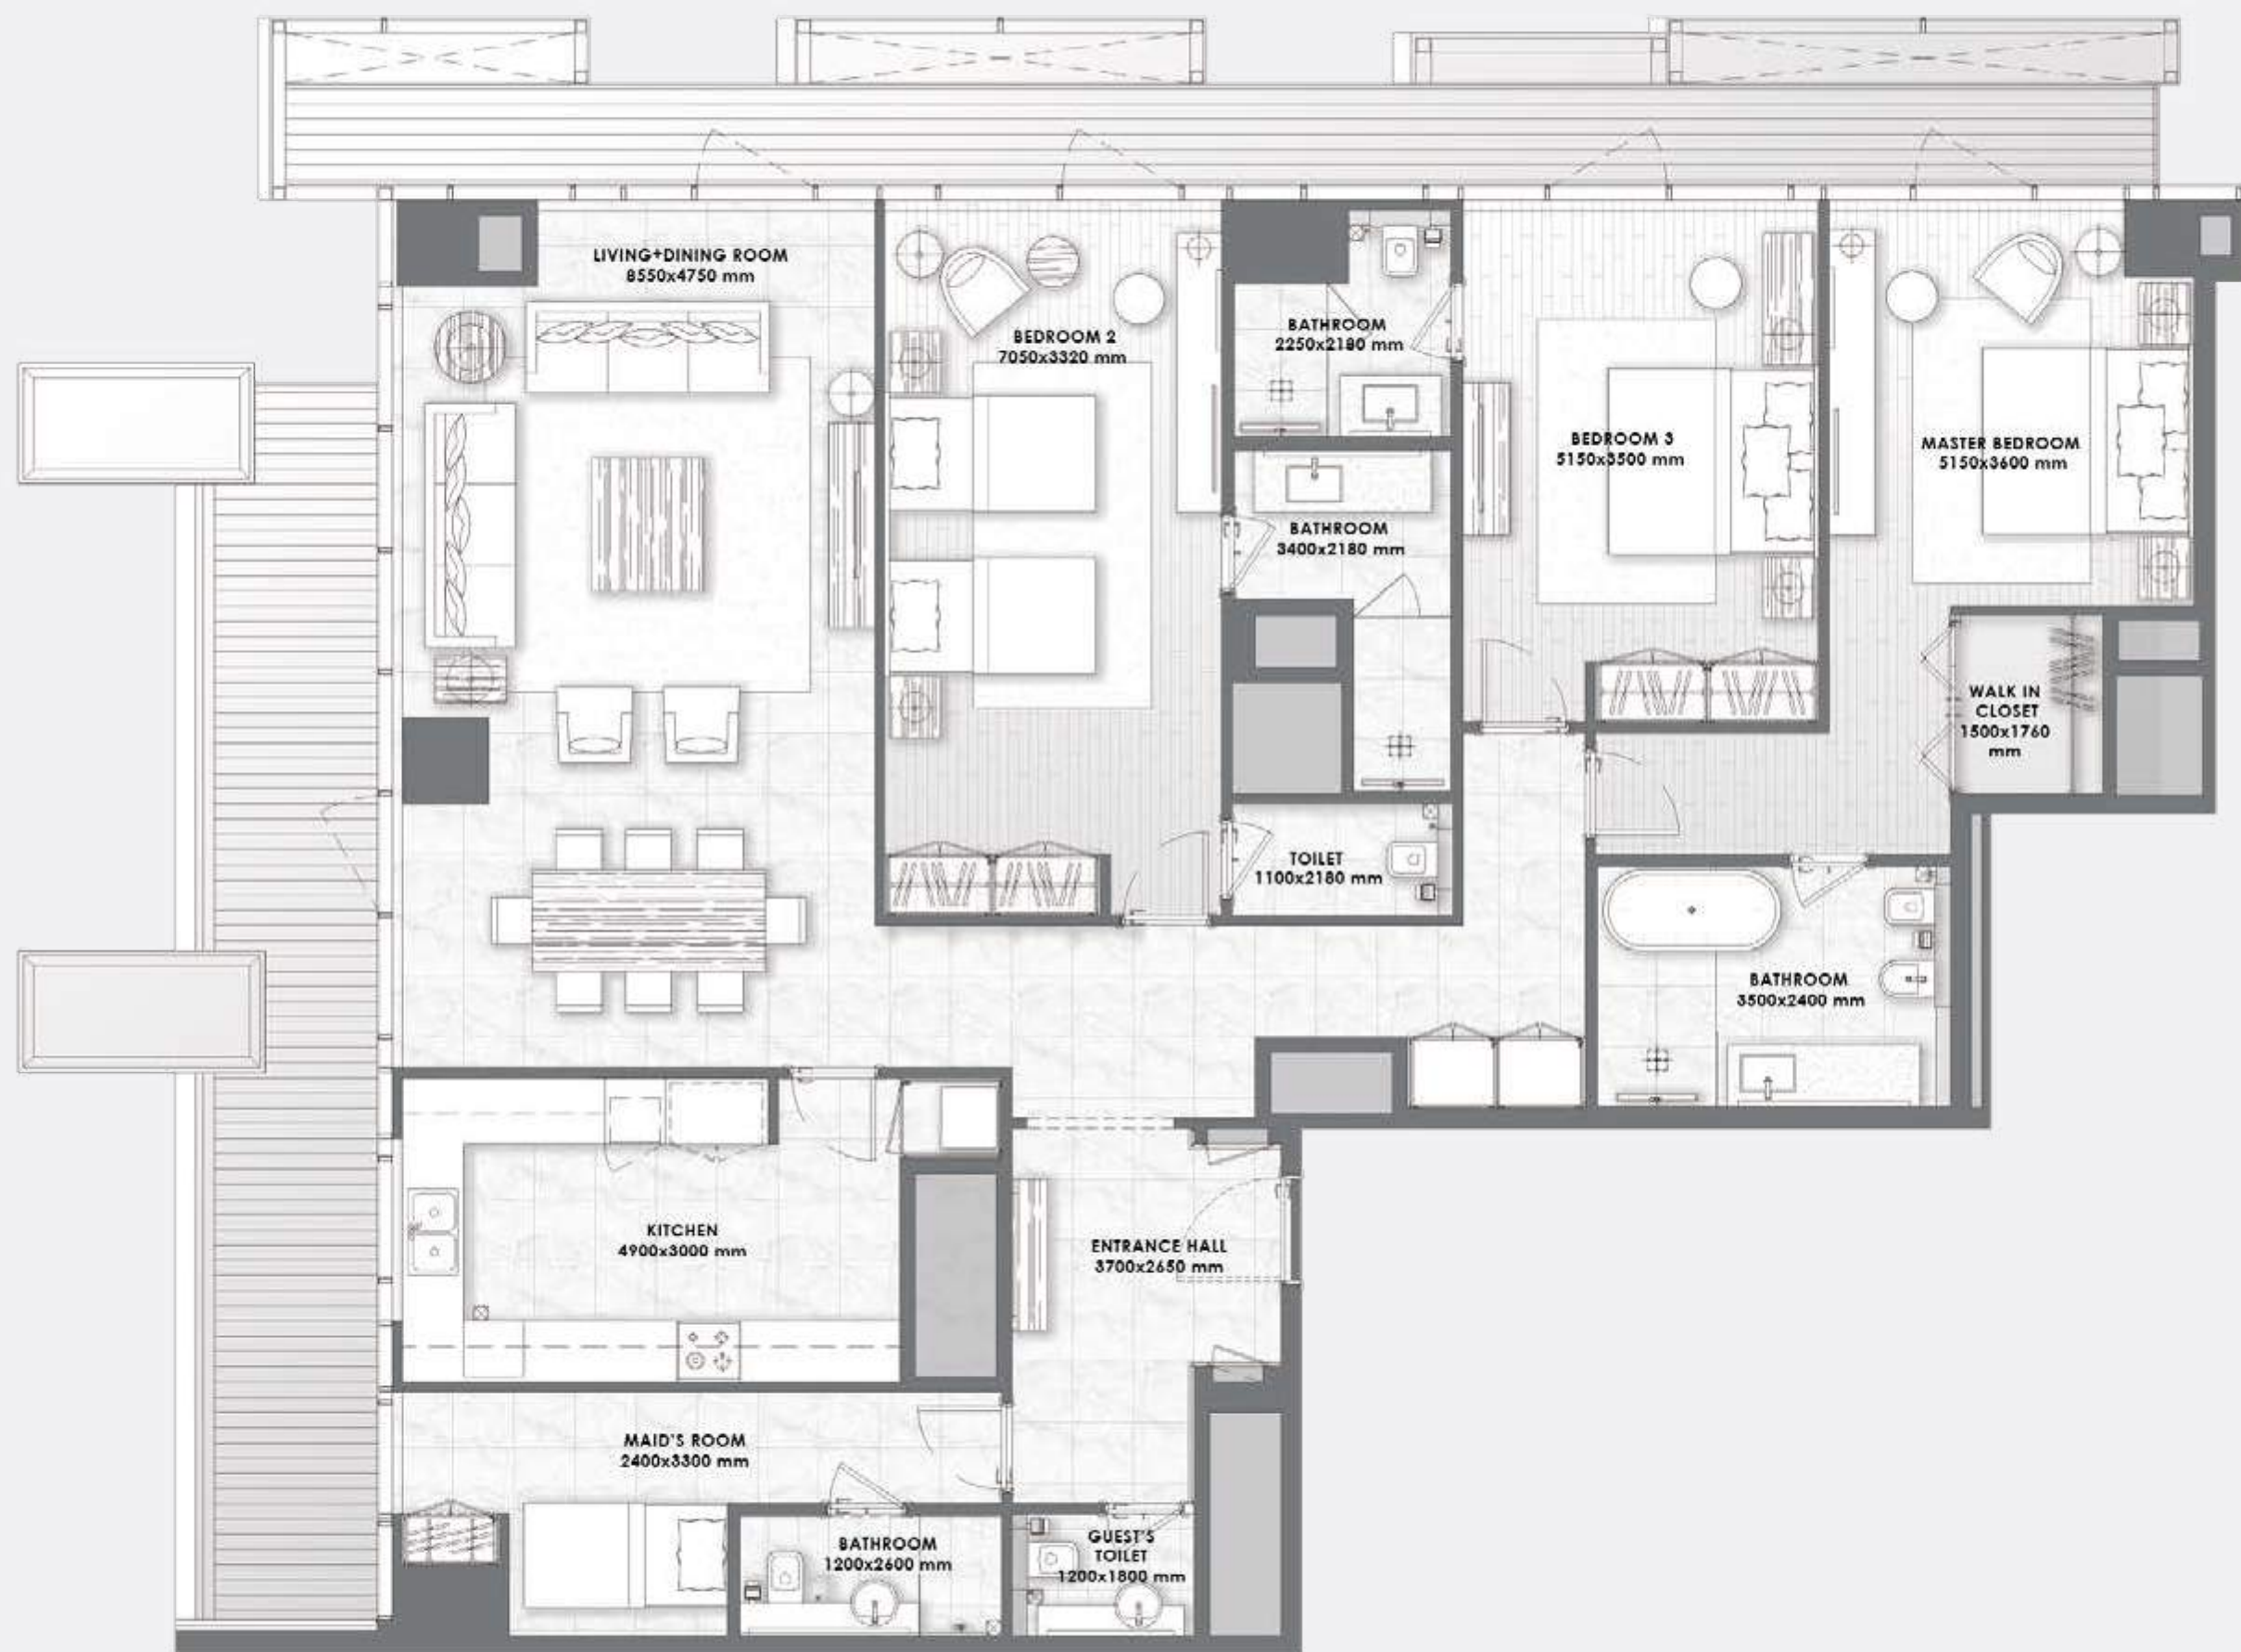 LIVING+DINING ROOM
8550x4750 mm
BEDROOM 2
7050x3320 mm
BATHROOM
2250x2180 mm
BEDROOM 3
5150x3500 mm
MASTER BEDROOM
5150x3600 mm
BATHROOM
3400x2180 mm
WALK IN
CLOSET
1500x1760
mm
TOILET
1100x2180 mm
BATHROOM
3500x2400 mm
KITCHEN
4900x3000 mm
ENTRANCE HALL
3700x2650 mm
MAID'S ROOM
2400x3300 mm
BATHROOM
1200x2600 mm
GUEST'S
TOILET
1200x1800 mm